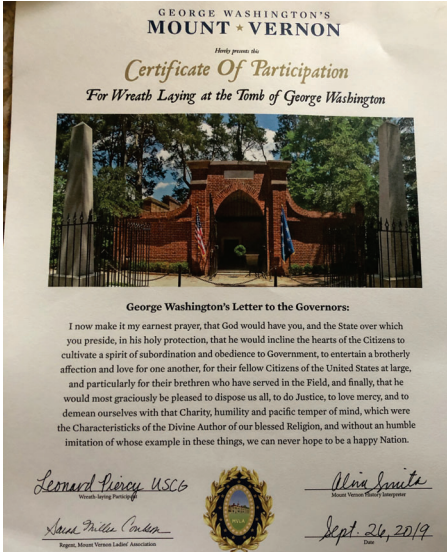 GEORGE WASHINGTON'S
MOUNT ★ VERNON
Hereby presents this
Certificate Of Participation
For Wreath Laying at the Tomb of George Washington
George Washington's Letter to the Governors:
I now make it my earnest prayer, that God would have you, and the State over which
you preside, in his holy protection, that he would incline the hearts of the Citizens to
cultivate a spirit of subordination and obedience to Government, to entertain a brotherly
affection and love for one another, for their fellow Citizens of the United States at large,
and particularly for their brethren who have served in the Field, and finally, that he
would most graciously be pleased to dispose us all, to do Justice, to love mercy, and to
demean ourselves with that Charity, humility and pacific temper of mind, which were
the Characteristicks of the Divine Author of our blessed Religion, and without an humble
imitation of whose example in these things, we can never hope to be a happy Nation.
Leonard Piercy USCG
Wreath-laying Participant
Smith
Mount Vernon History Interpreter
Sarah Miller Coulson
Regent, Mount Vernon Ladies' Association
Sept. 26, 2019
Date